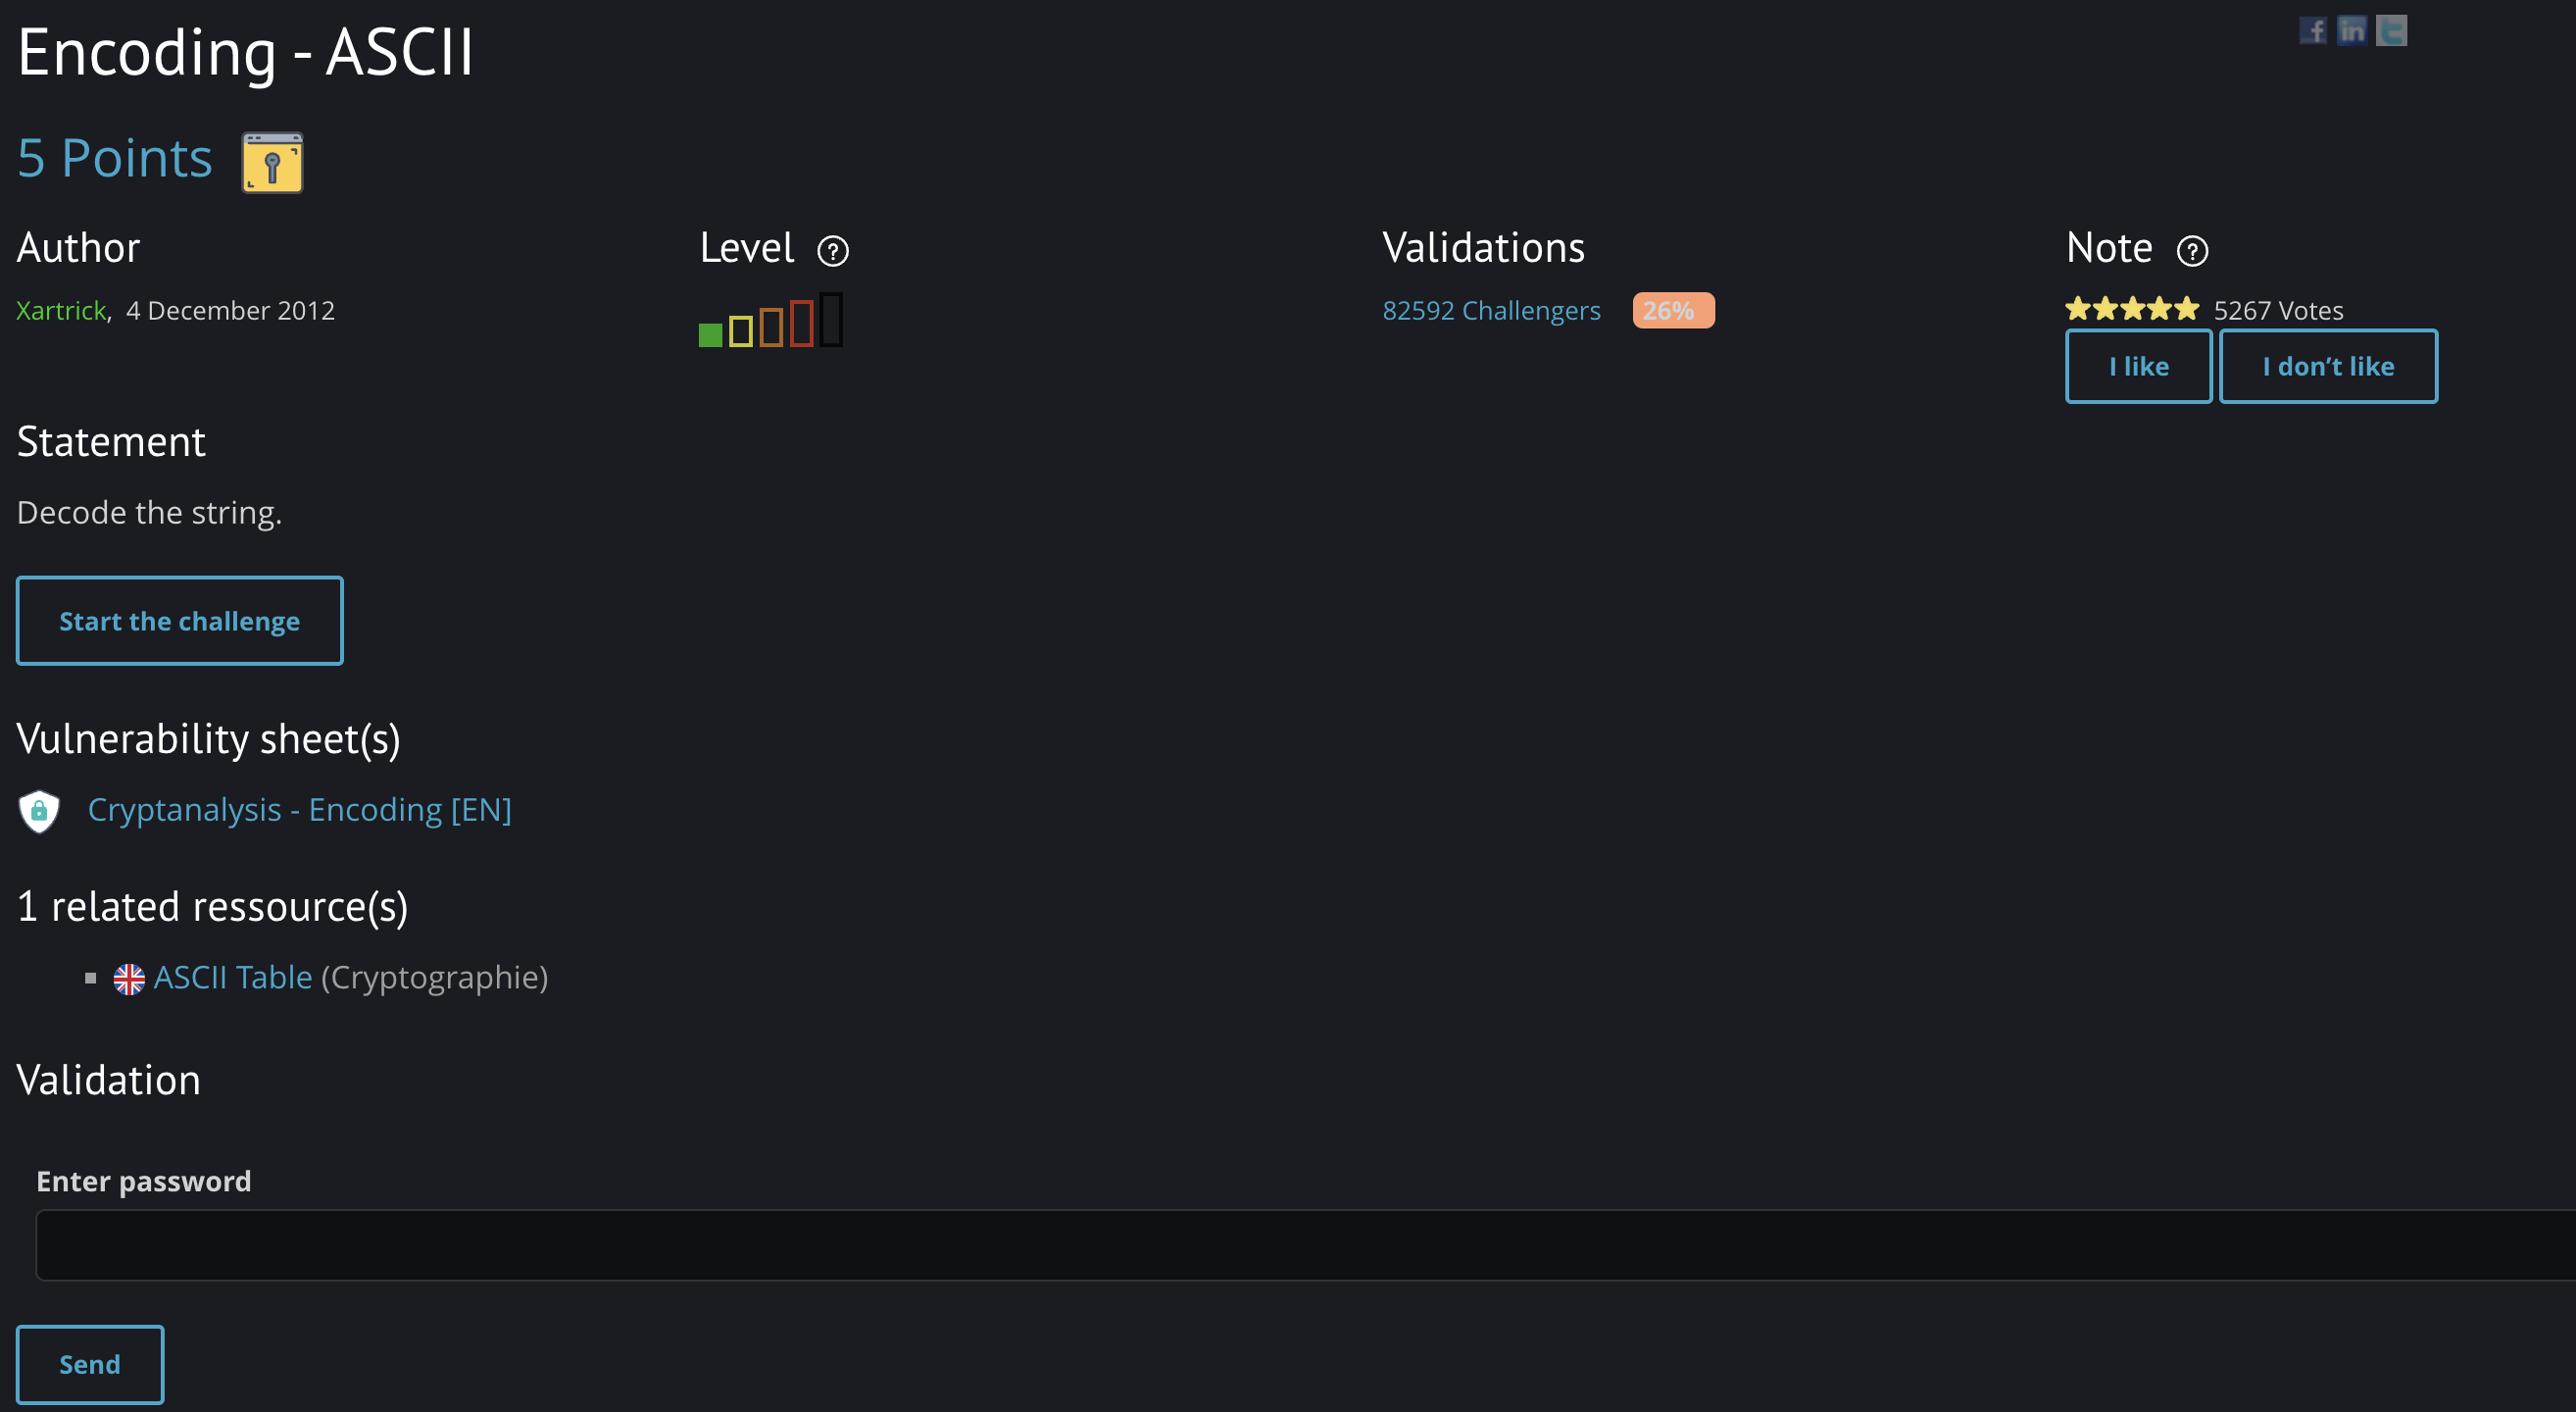 Encoding - ASCII
5 Points
Author
Level ?
Validations
Note ?
Xartrick, 4 December 2012
82592 Challengers 26%
5267 Votes
I like
I don’t like
Statement
Decode the string.
Start the challenge
Vulnerability sheet(s)
Cryptanalysis - Encoding [EN]
1 related ressource(s)
ASCII Table (Cryptographie)
Validation
Enter password
Send